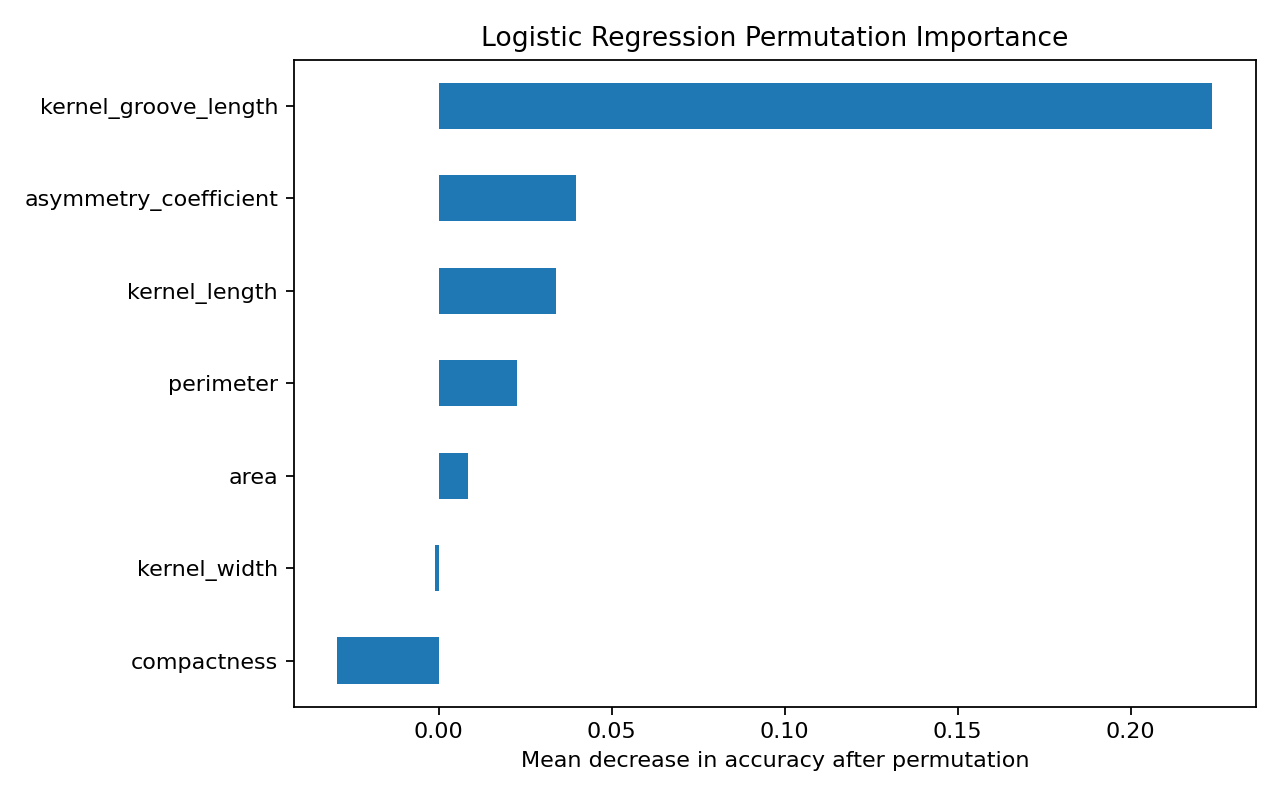 Logistic Regression Permutation Importance
kernel_groove_length
asymmetry_coefficient
kernel_length
perimeter
area
kernel_width
compactness
0.00 0.05 0.10 0.15 0.20
Mean decrease in accuracy after permutation